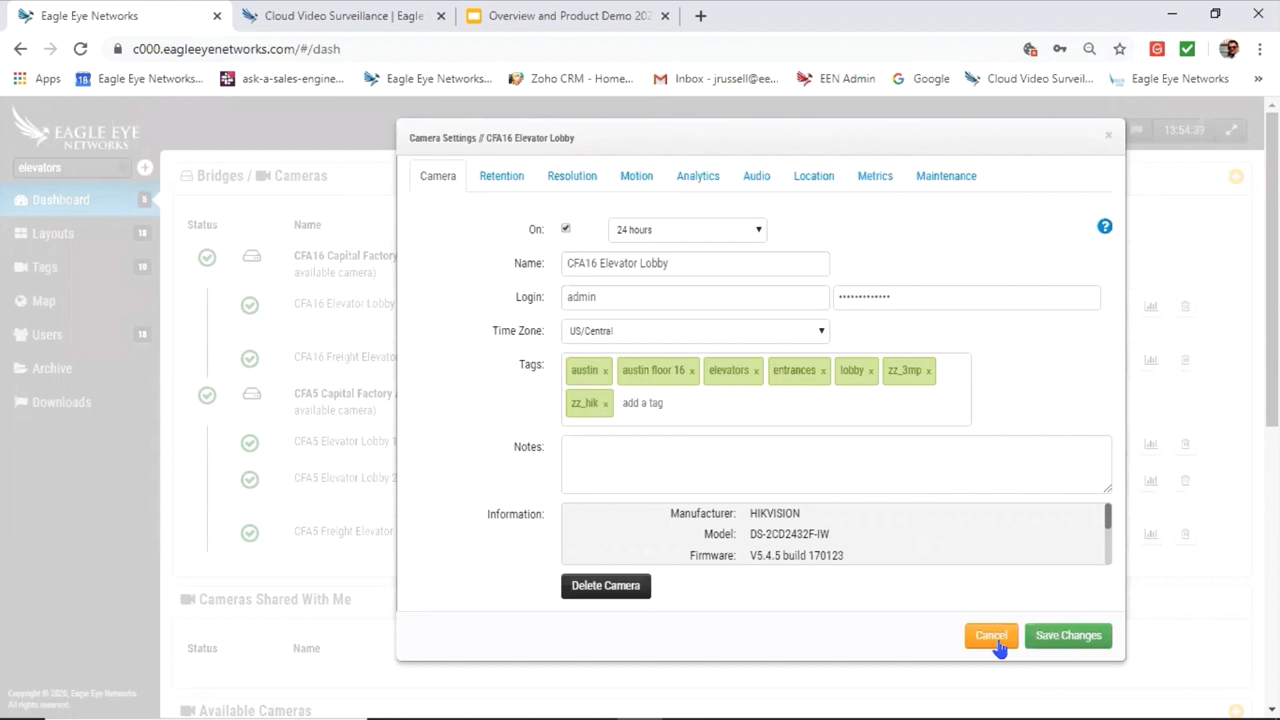 Eagle Eye Networks
Cloud Video Surveillance | Eagle
Overview and Product Demo 202
c000.eagleeyenetworks.com/#/dash
Apps
Eagle Eye Network...
ask-a-sales-engine...
Eagle Eye Network...
Zoho CRM - Home...
Inbox - jrussell@ee...
EEN Admin
Google
Cloud Video Surveil...
Eagle Eye Networks
»
EAGLE EYE
NETWORKS
elevators
Dashboard 5
Layouts 18
Tags 10
Map
Users 18
Archive
Downloads
Copyright © 2020, Eagle Eye Networks.
All rights reserved.
13:54:39
Bridges / Cameras
Status Name
CFA16 Capital Factory
available camera)
CFA16 Elevator Lobby
CFA16 Freight Elevato
CFA5 Capital Factory
available camera)
CFA5 Elevator Lobby 1
CFA5 Elevator Lobby 2
CFA5 Freight Elevator
Cameras Shared With Me
Status Name
Available Cameras
Camera Settings // CFA16 Elevator Lobby ×
Camera Retention Resolution Motion Analytics Audio Location Metrics Maintenance
On: 24 hours
Name: CFA16 Elevator Lobby
Login: admin •••••••••••••
Time Zone: US/Central
Tags: austin x austin floor 16 x elevators x entrances x lobby x zz_3mp x
zz_hik x add a tag
Notes:
Information: Manufacturer: HIKVISION
Model: DS-2CD2432F-IW
Firmware: V5.4.5 build 170123
Delete Camera
Cancel Save Changes